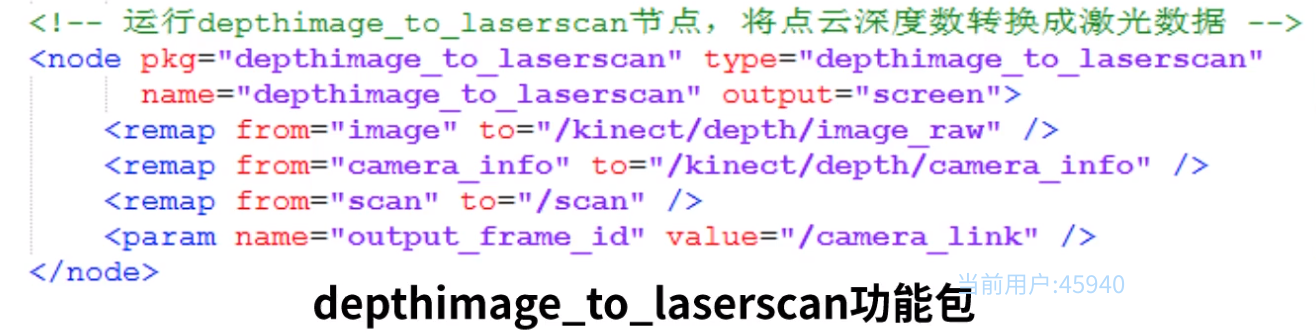 <!-- 运行depthimage_to_laserscan节点，将点云深度数转换成激光数据 -->
<node pkg="depthimage_to_laserscan" type="depthimage_to_laserscan"
name="depthimage_to_laserscan" output="screen">
<remap from="image" to="/kinect/depth/image_raw" />
<remap from="camera_info" to="/kinect/depth/camera_info" />
<remap from="scan" to="/scan" />
<param name="output_frame_id" value="/camera_link" />
</node>
当前用户:45940
depthimage_to_laserscan功能包